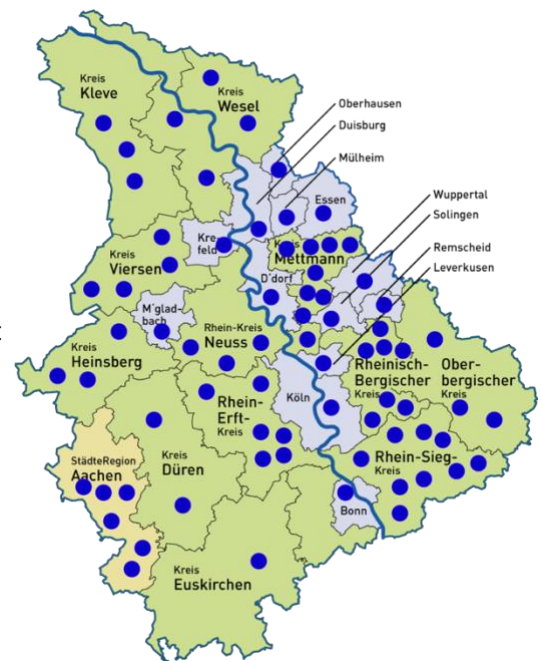 Kreis
Kleve
Kreis
Wesel
Oberhausen
Duisburg
Mülheim
Essen
Wuppertal
Solingen
Remscheid
Leverkusen
Kre-
feld
Kreis
Mettmann
Kreis
Viersen
D'dorf
M'glad-
bach
Rhein-Kreis
Neuss
Kreis
Heinsberg
Rheinisch-
Bergischer
Kreis
Ober-
bergischer
Kreis
Köln
Rhein-
Erft-
Kreis
StädteRegion
Aachen
Kreis
Düren
Rhein-Sieg-
Kreis
Bonn
Kreis
Euskirchen